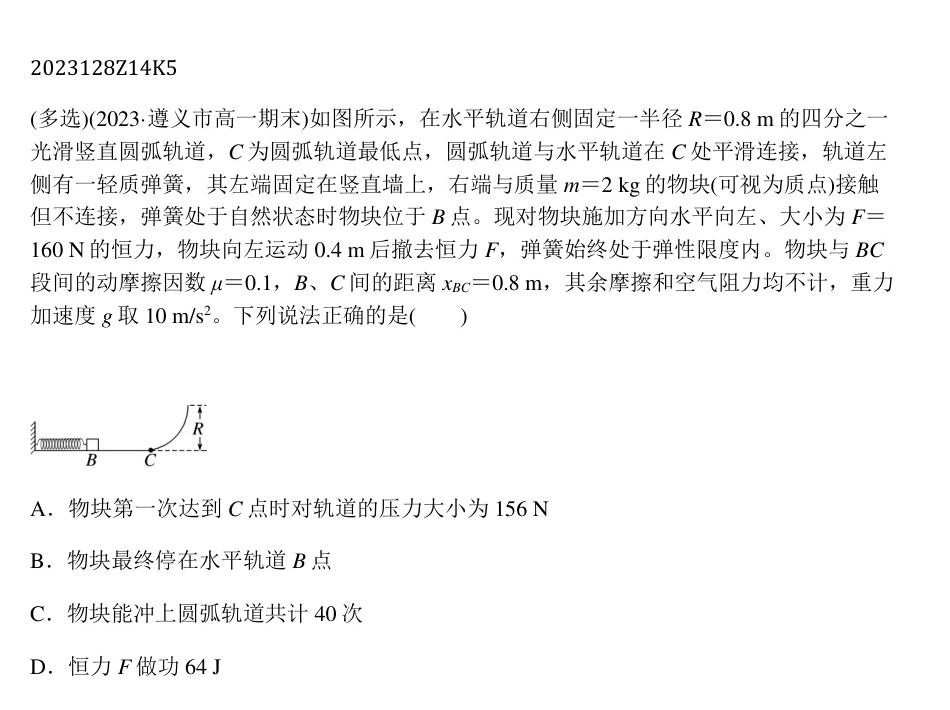 2023128Z14K5
(多选)(2023·遵义市高一期末)如图所示，在水平轨道右侧固定一半径 R＝0.8 m 的四分之一
光滑竖直圆弧轨道，C 为圆弧轨道最低点，圆弧轨道与水平轨道在 C 处平滑连接，轨道左
侧有一轻质弹簧，其左端固定在竖直墙上，右端与质量 m＝2 kg 的物块(可视为质点)接触
但不连接，弹簧处于自然状态时物块位于 B 点。现对物块施加方向水平向左、大小为 F＝
160 N 的恒力，物块向左运动 0.4 m 后撤去恒力 F，弹簧始终处于弹性限度内。物块与 BC
段间的动摩擦因数 μ＝0.1，B、C 间的距离 xBC＝0.8 m，其余摩擦和空气阻力均不计，重力
加速度 g 取 10 m/s²。下列说法正确的是(　　)
R
B C
A．物块第一次达到 C 点时对轨道的压力大小为 156 N
B．物块最终停在水平轨道 B 点
C．物块能冲上圆弧轨道共计 40 次
D．恒力 F 做功 64 J